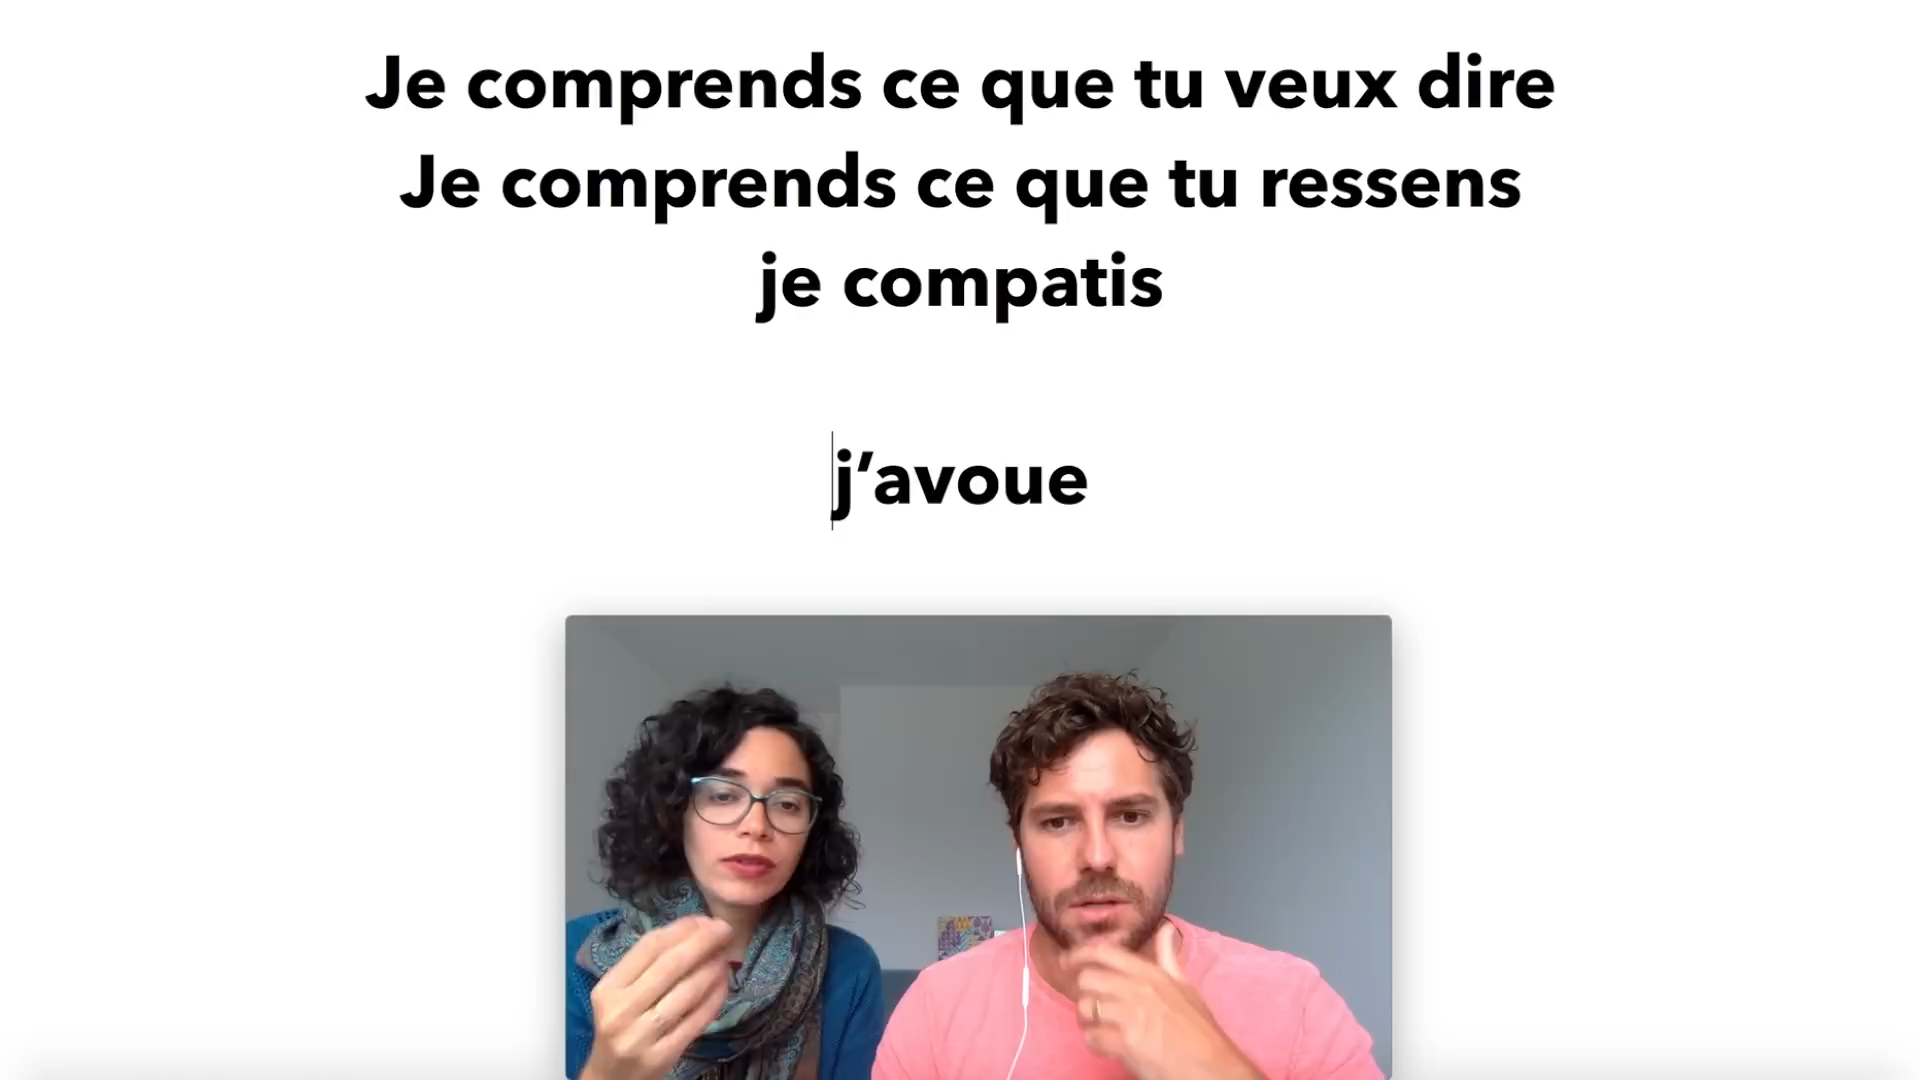 Je comprends ce que tu veux dire
Je comprends ce que tu ressens
je compatis
j’avoue